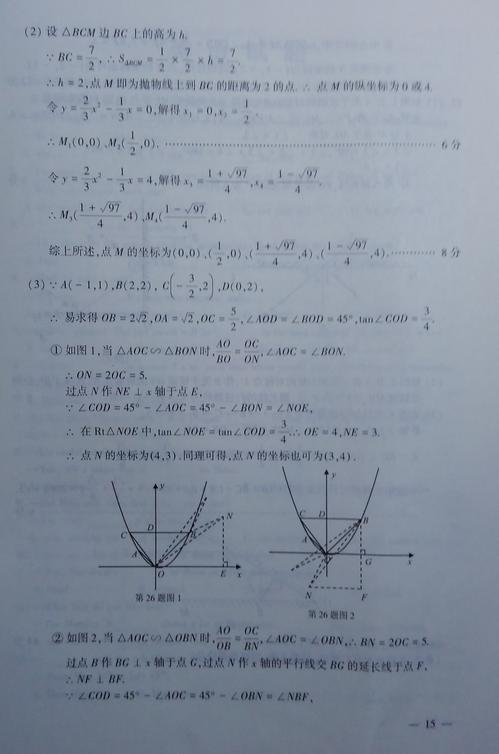 (2) 设 △BCM 边 BC 上的高为 h.
∵ BC = 7/2, ∴ S△BCM = 1/2 × 7/2 × h = 7/2.
∴ h = 2,点 M 即为抛物线上到 BC 的距离为 2 的点. ∴ 点 M 的纵坐标为 0 或 4.
令 y = 2/3 x² - 1/3 x = 0,解得 x₁ = 0, x₂ = 1/2.
∴ M₁(0,0)、M₂(1/2,0). ………………………… 6 分
令 y = 2/3 x² - 1/3 x = 4,解得 x₃ = (1 + √97)/4, x₄ = (1 - √97)/4,
∴ M₃((1 + √97)/4,4)、M₄((1 - √97)/4,4).
综上所述,点 M 的坐标为(0,0)、(1/2,0)、((1 + √97)/4,4)、((1 - √97)/4,4). ………… 8 分
(3) ∵ A(-1,1),B(2,2), C(-3/2,2),D(0,2),
∴ 易求得 OB = 2√2,OA = √2,OC = 5/2,∠AOD = ∠BOD = 45°,tan∠COD = 3/4.
① 如图 1,当 △AOC ∽ △BON 时, AO/BO = OC/ON,∠AOC = ∠BON.
∴ ON = 2OC = 5.
过点 N 作 NE ⊥ x 轴于点 E,
∵ ∠COD = 45° - ∠AOC = 45° - ∠BON = ∠NOE,
∴ 在 Rt△NOE 中,tan∠NOE = tan∠COD = 3/4. ∴ OE = 4,NE = 3.
∴ 点 N 的坐标为(4,3). 同理可得,点 N 的坐标也可为(3,4).
y
C
D
N
A
O
E
x
第 26 题图 1
y
C
D
B
A
G
x
N
F
第 26 题图 2
② 如图 2,当 △AOC ∽ △OBN 时, AO/OB = OC/BN,∠AOC = ∠OBN, ∴ BN = 2OC = 5.
过点 B 作 BG ⊥ x 轴于点 G,过点 N 作 x 轴的平行线交 BG 的延长线于点 F,
∴ NF ⊥ BF.
∵ ∠COD = 45° - ∠AOC = 45° - ∠OBN = ∠NBF,
— 15 —